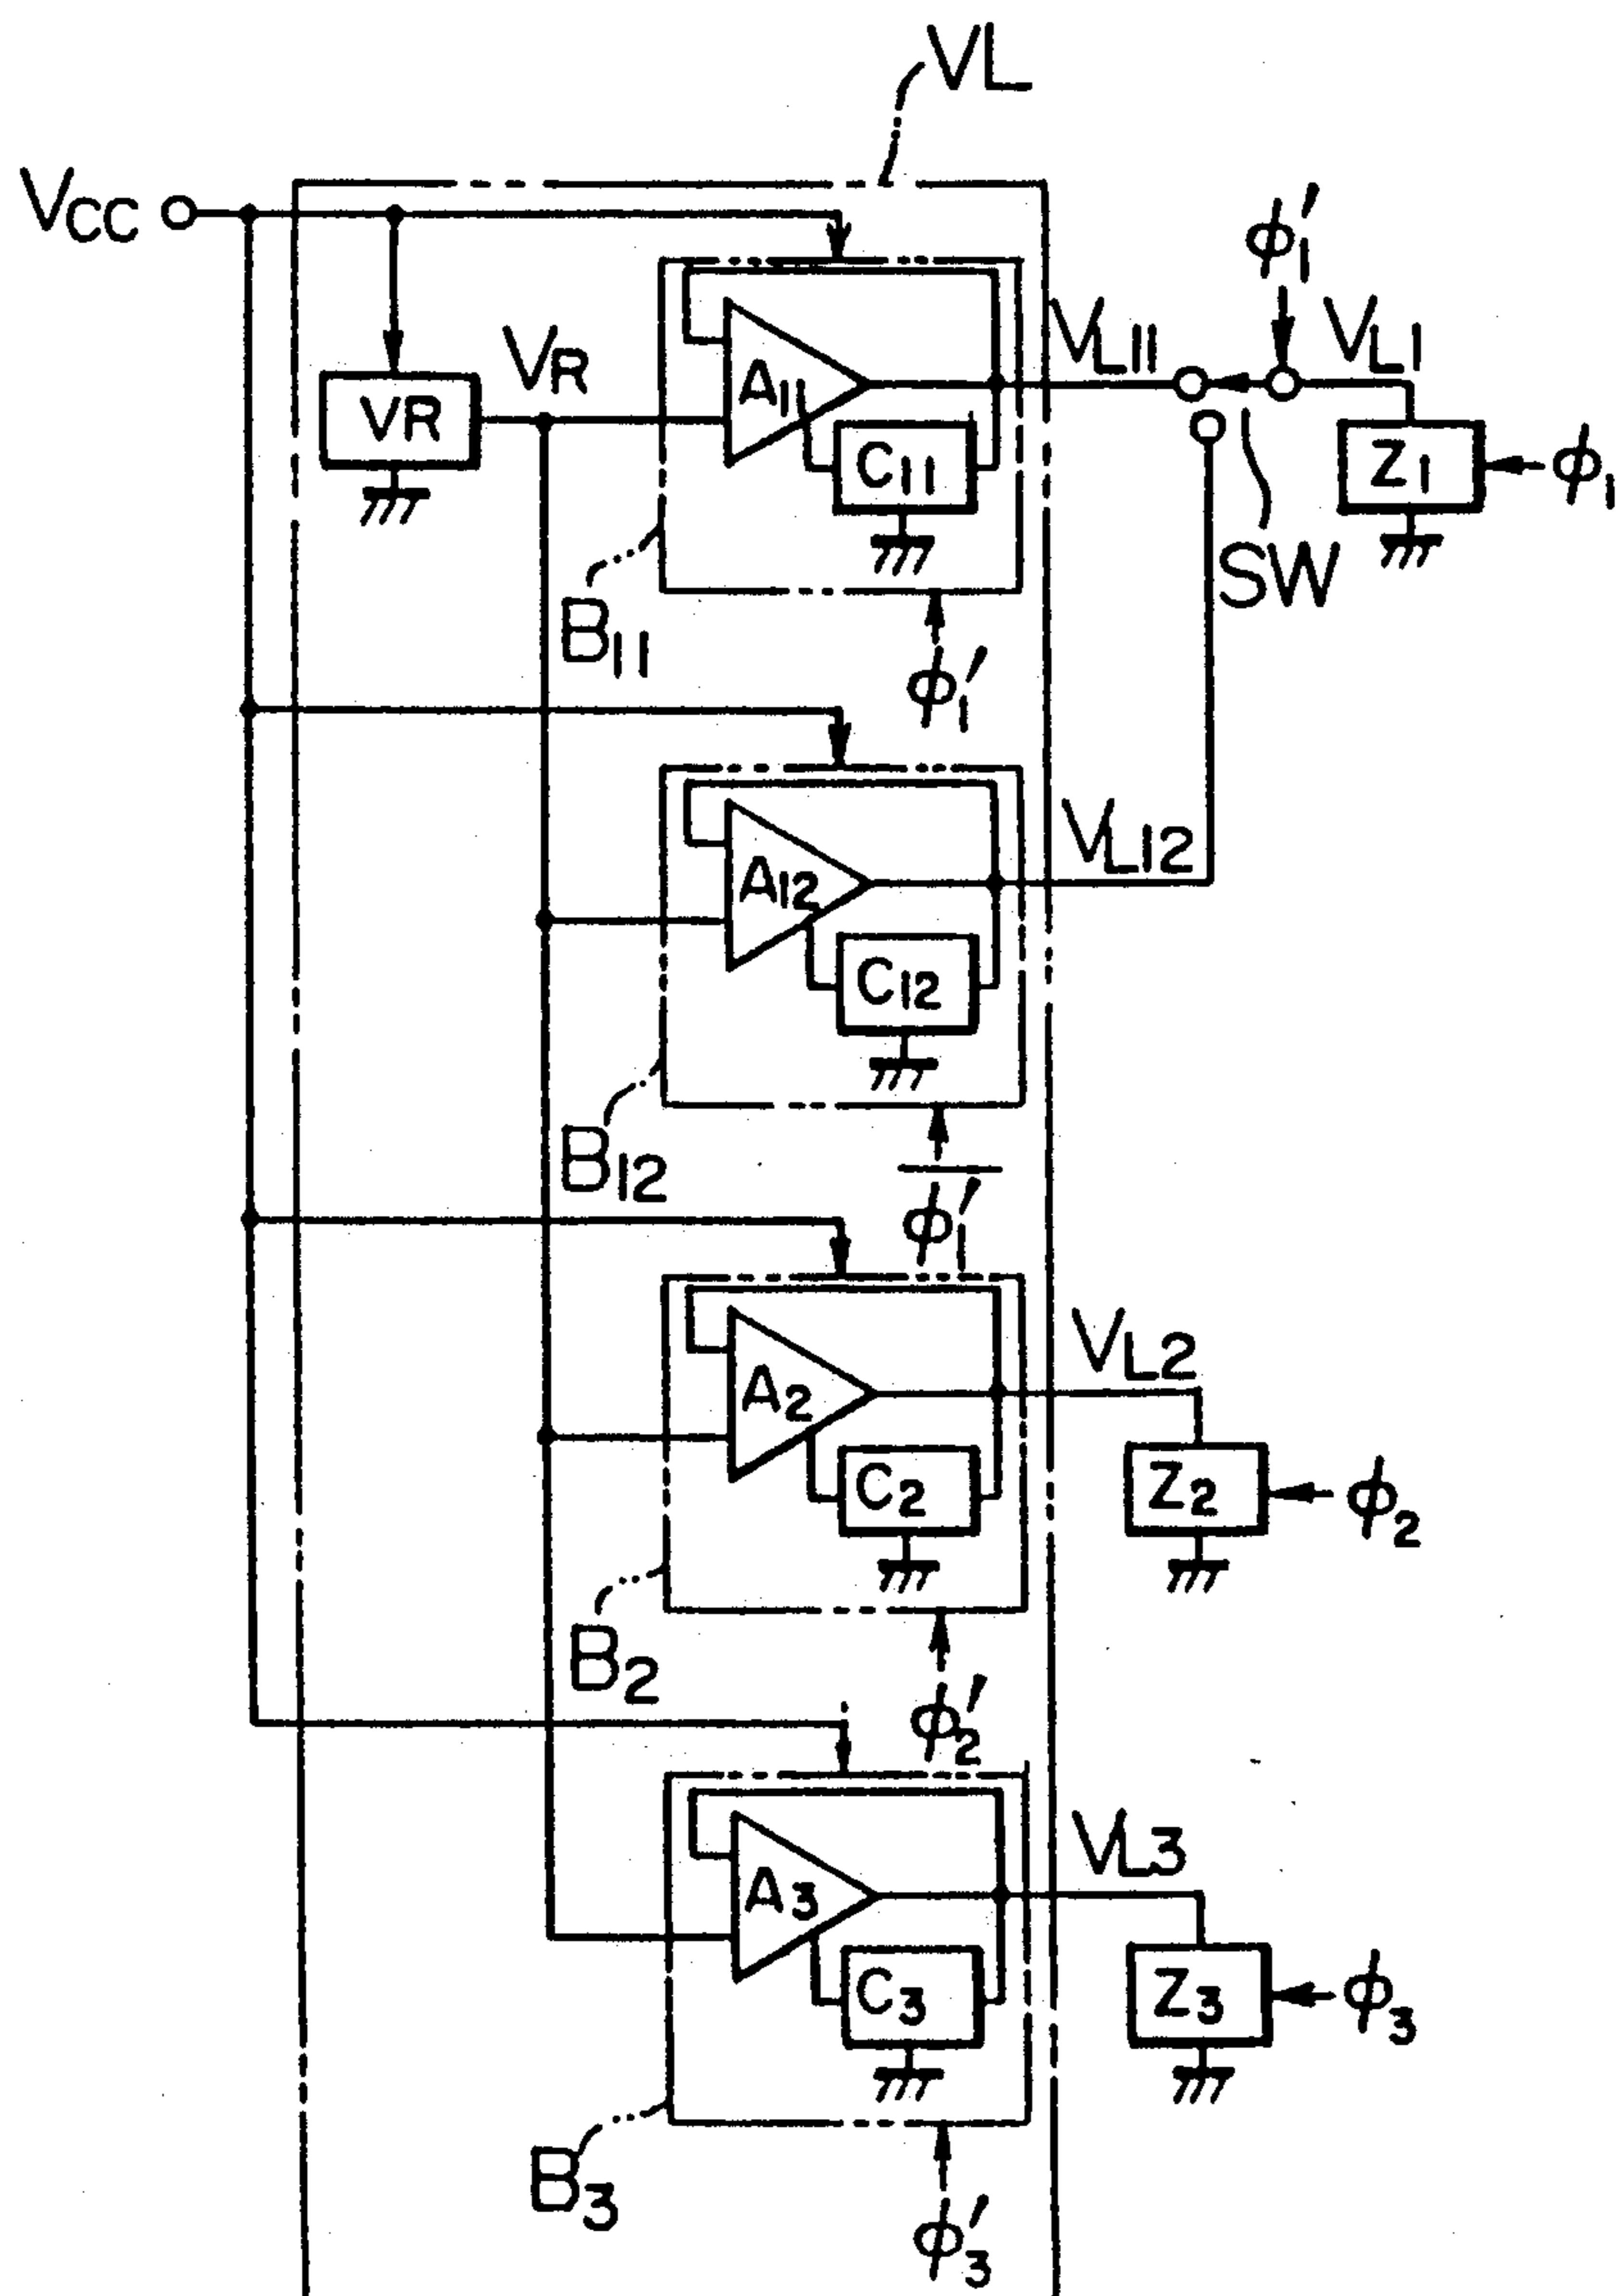 VL
VCC
ϕ1′
VR
VL11
VL1
A11
VR
C11
Z1
ϕ1
SW
B11
ϕ1′
VL12
A12
C12
B12
ϕ1′
VL2
A2
C2
Z2
ϕ2
B2
ϕ2′
VL3
A3
C3
Z3
ϕ3
B3
ϕ3′